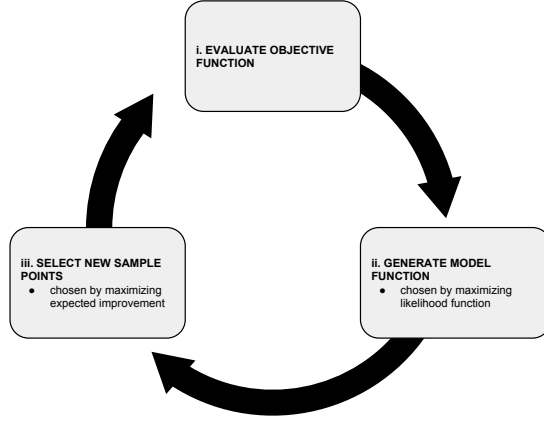 i. EVALUATE OBJECTIVE
FUNCTION
ii. GENERATE MODEL
FUNCTION
● chosen by maximizing
likelihood function
iii. SELECT NEW SAMPLE
POINTS
● chosen by maximizing
expected improvement